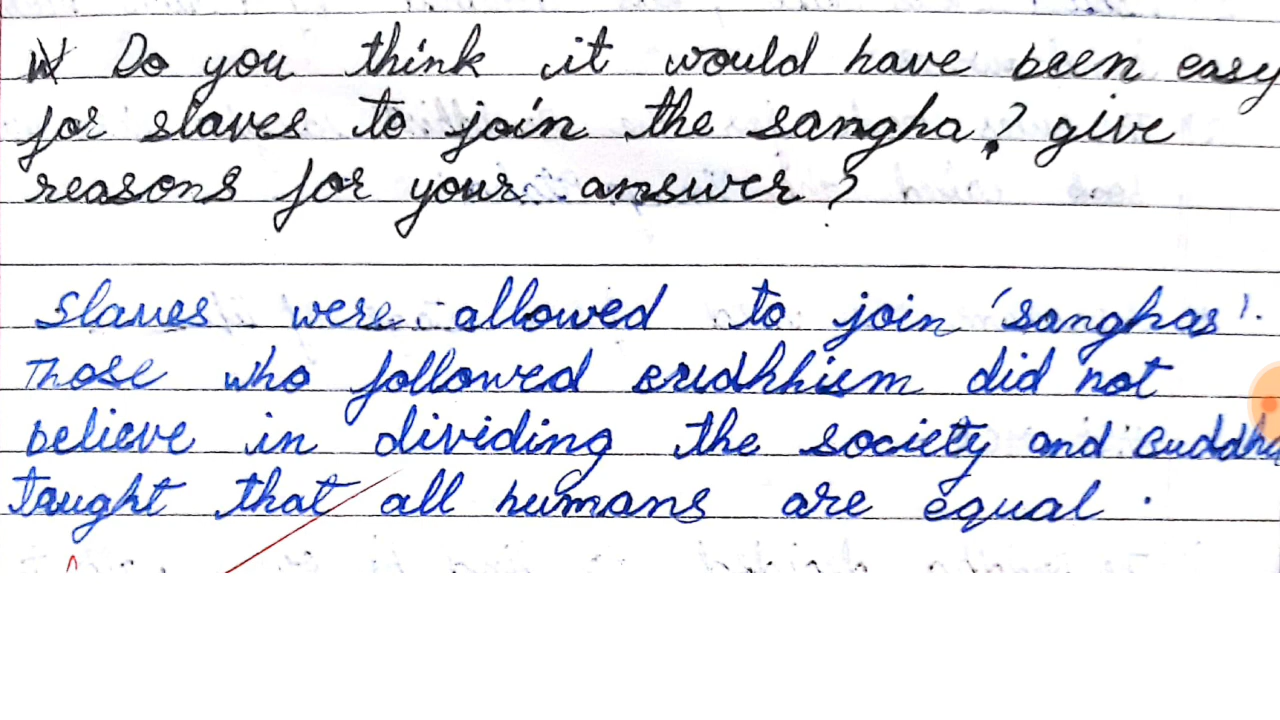 Do you think it would have been easy
for slaves to join the sangha? give
reasons for your answer?
Slaves were allowed to join 'sanghas'.
Those who followed did not
believe in dividing the society and Buddha
taught that all humans are equal.